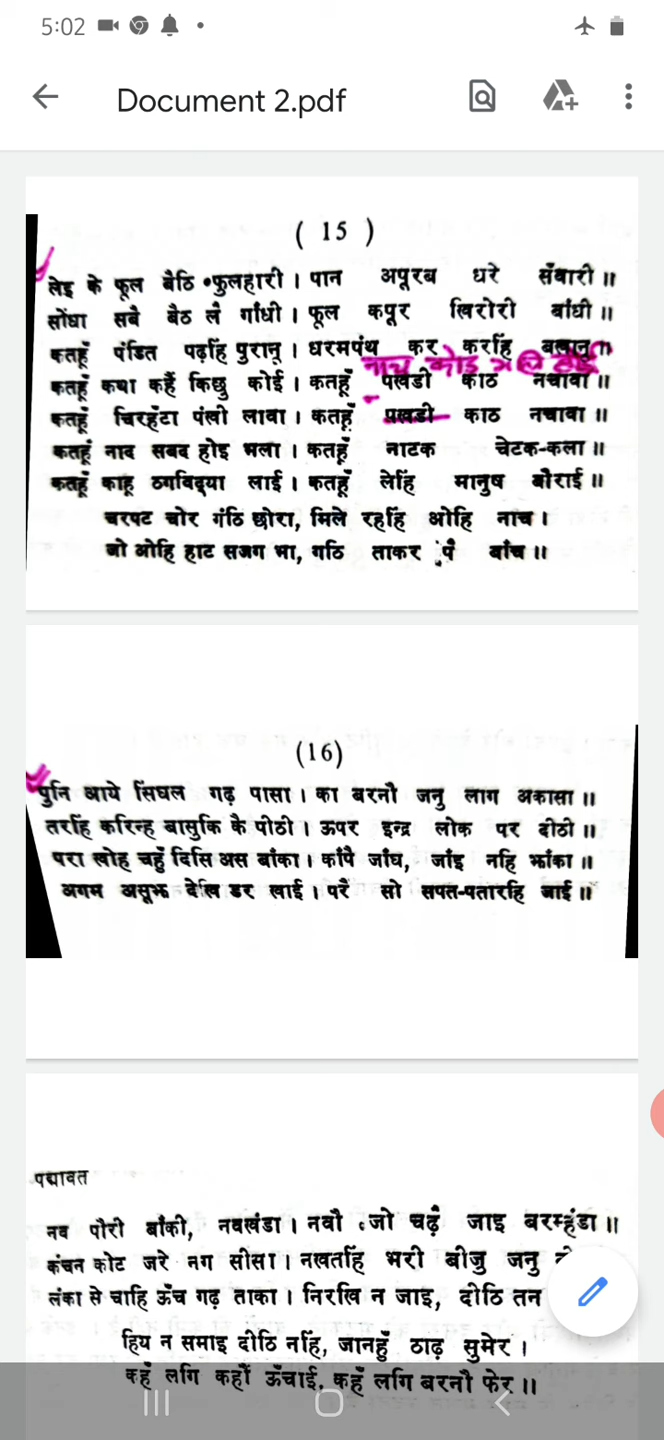 5:02
Document 2.pdf
( 15 )
लेइ के फूल बैठि फुलहारी। पान अपूरब धरे सँवारी॥
सोंधा सबै बैठ लै गाँधी। फूल कपूर खिरोरी बांधी॥
कतहूँ पंडित पढ़हिं पुरानू। धरमपंथ कर करहिं बखानू॥
नाच कोड
कतहूँ कथा कहैं किछु कोई। कतहूँ पखडी काठ नचावा॥
कतहूँ चिरहँटा पंखी लावा। कतहूँ पखडी काठ नचावा॥
कतहूं नाद सबद होइ भला। कतहूँ नाटक चेटक-कला॥
कतहूँ काहू ठगविद्या लाई। कतहूँ लेहिं मानुष बौराई॥
चरपट चोर गंठि छोरा, मिले रहहिं ओहि नाच।
जो ओहि हाट सजग भा, गठि ताकर पै बांच॥
(16)
पुनि आये सिंघल गढ़ पासा। का बरनौ जनु लाग अकासा॥
तरहिं करिन्ह बासुकि कै पीठी। ऊपर इन्द्र लोक पर दीठी॥
परा खोह चहुँ दिसि अस बांका। कांपै जांघ, जांइ नहि झांका॥
अगम असूझ देखि डर खाई। परै सो सपत-पतारहि जाई॥
पद्मावत
नव पौरी बांकी, नवखंडा। नवौ जो चढ़ै जाइ बरम्हंडा॥
कंचन कोट जरे नग सीसा। नखतहिं भरी बीजु जनु
लंका से चाहि ऊँच गढ़ ताका। निरखि न जाइ, दीठि तन
हिय न समाइ दीठि नहिं, जानहुँ ठाढ़ सुमेर।
कहँ लगि कहौं ऊँचाई, कहँ लगि बरनौ फेर॥